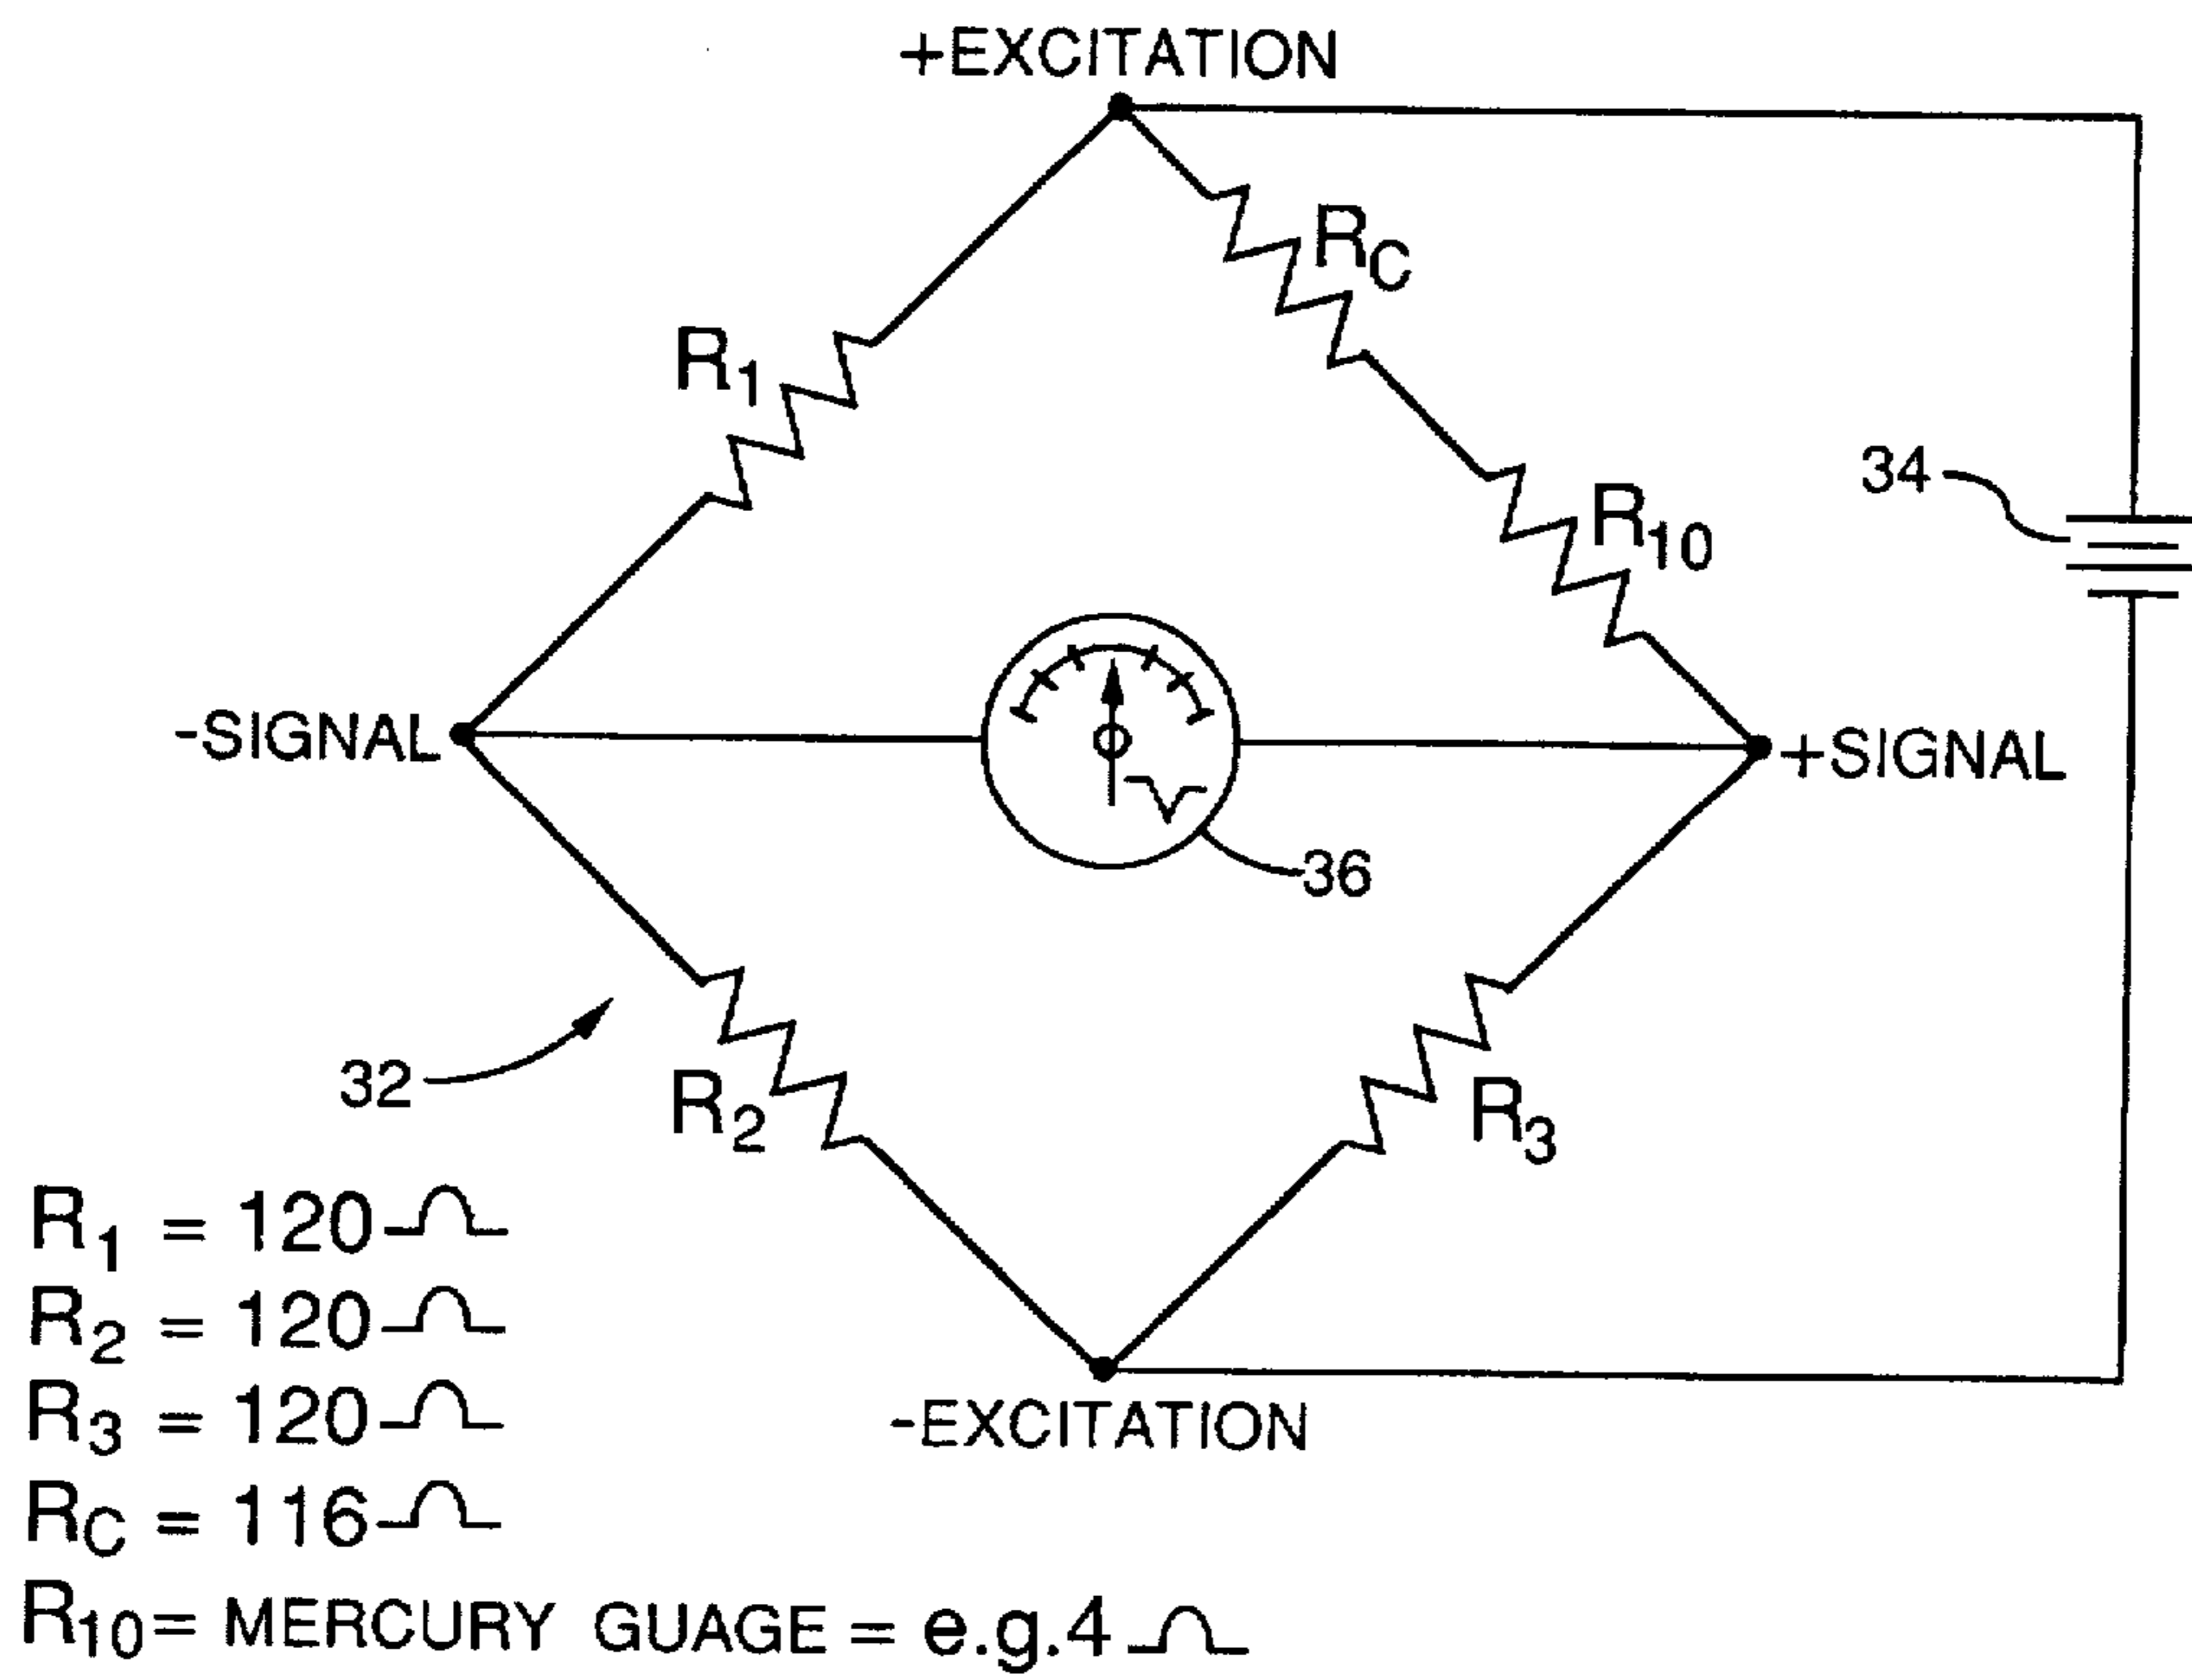 +EXCITATION
RC
R1
34
R10
-SIGNAL
+SIGNAL
36
32
R2
R3
R1 = 120Ω
R2 = 120Ω
R3 = 120Ω
-EXCITATION
RC = 116Ω
R10= MERCURY GUAGE = e.g.4Ω